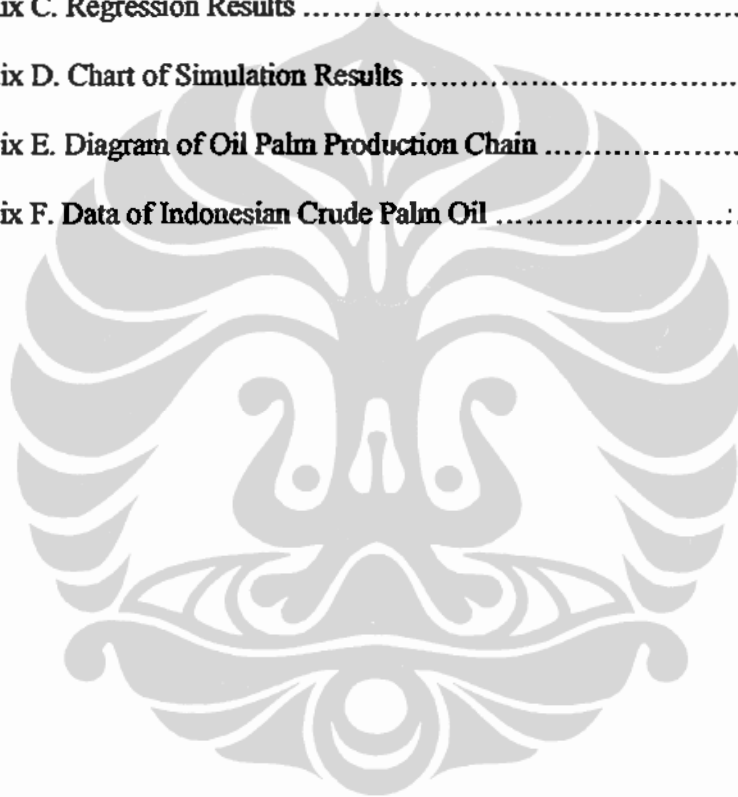 ix C. Regression Results ................................................
ix D. Chart of Simulation Results ....................................
ix E. Diagram of Oil Palm Production Chain .....................
ix F. Data of Indonesian Crude Palm Oil ........................:.